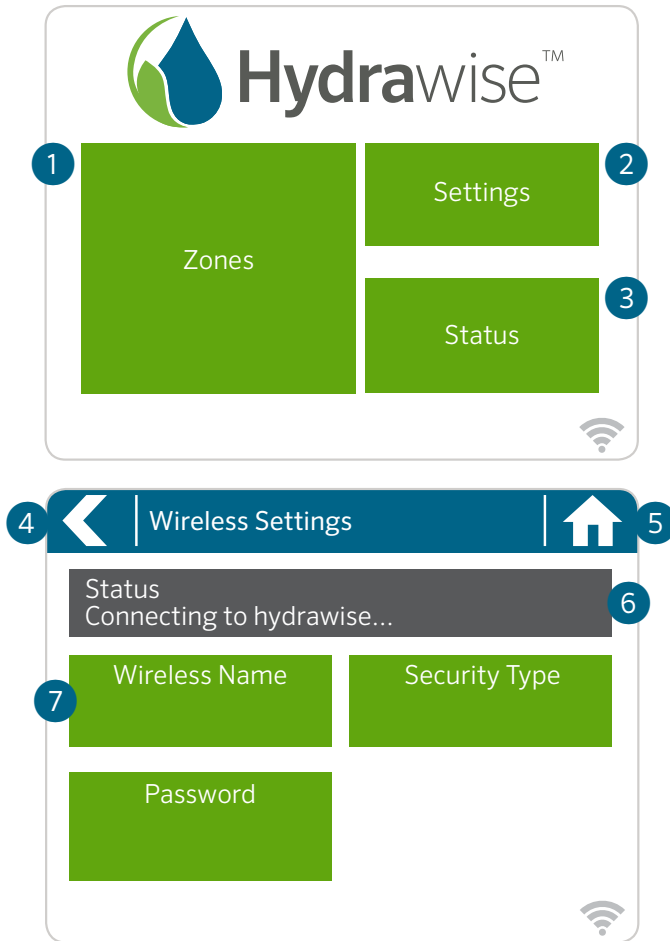 Hydrawise™
1
2
Settings
Zones
3
Status
4
Wireless Settings
5
Status
Connecting to hydrawise...
6
Wireless Name
Security Type
7
Password